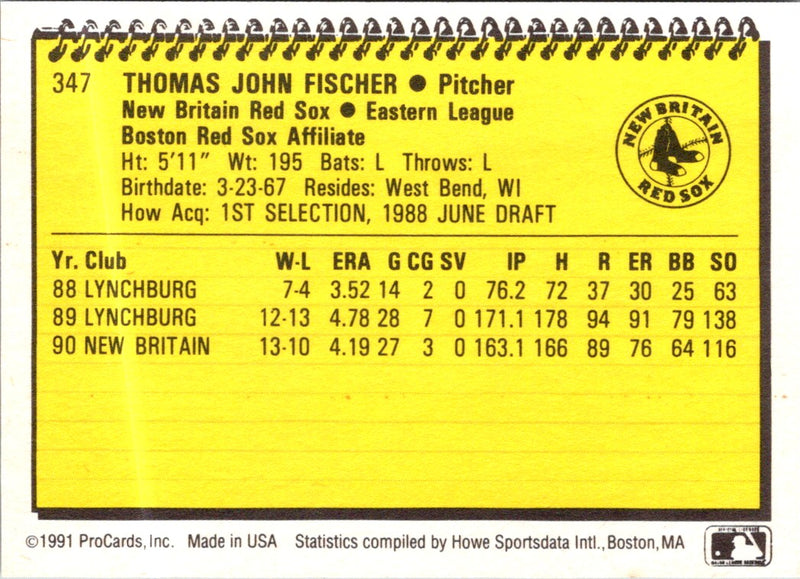 347 THOMAS JOHN FISCHER ● Pitcher
New Britain Red Sox ● Eastern League
Boston Red Sox Affiliate
Ht: 5'11" Wt: 195 Bats: L Throws: L
Birthdate: 3-23-67 Resides: West Bend, WI
How Acq: 1ST SELECTION, 1988 JUNE DRAFT
NEW BRITAIN
RED SOX
Yr. Club W-L ERA G CG SV IP H R ER BB SO
88 LYNCHBURG 7-4 3.52 14 2 0 76.2 72 37 30 25 63
89 LYNCHBURG 12-13 4.78 28 7 0 171.1 178 94 91 79 138
90 NEW BRITAIN 13-10 4.19 27 3 0 163.1 166 89 76 64 116
©1991 ProCards, Inc. Made in USA Statistics compiled by Howe Sportsdata Intl., Boston, MA